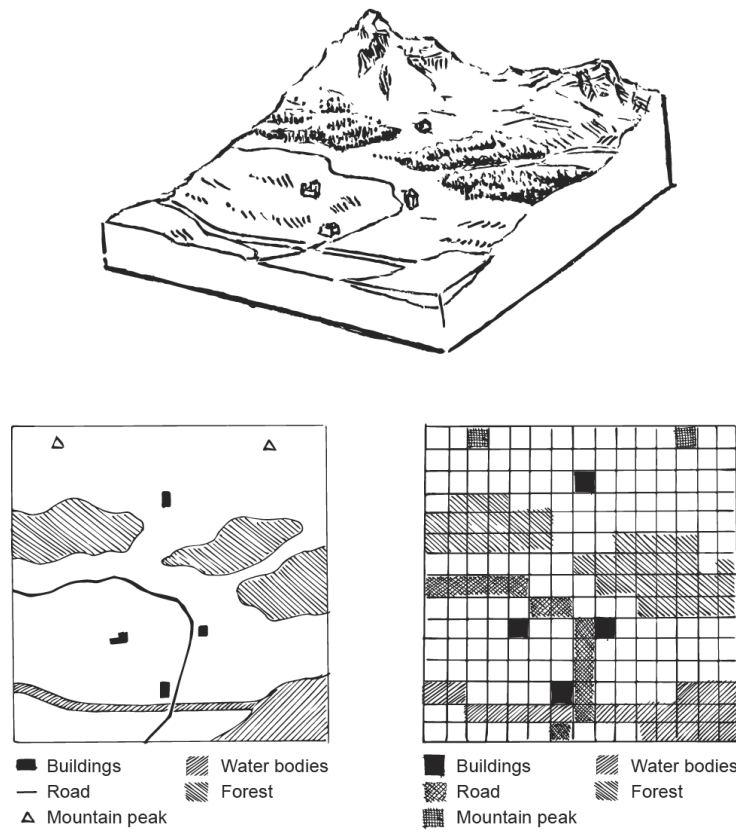 Buildings
Water bodies
Road
Forest
Mountain peak
Buildings
Water bodies
Road
Forest
Mountain peak